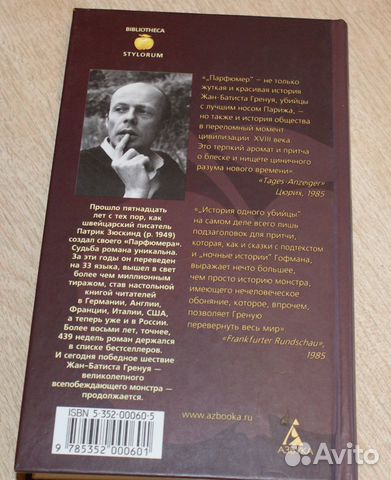 BIBLIOTHECA
STYLORUM
«„Парфюмер" – не только
жуткая и красивая история
Жан-Батиста Гренуя, убийцы
с лучшим носом Парижа, –
но также и история общества
в переломный момент
цивилизации XVIII века.
Это терпкий аромат и притча
о блеске и нищете циничного
разума нового времени».
«Tages-Anzeiger»
Цюрих, 1985
Прошло пятнадцать
лет с тех пор, как
швейцарский писатель
Патрик Зюскинд (р. 1949)
создал своего «Парфюмера».
Судьба романа уникальна.
За эти годы он переведен
на 33 языка, вышел в свет
более чем миллионным
тиражом, став настольной
книгой читателей
в Германии, Англии,
Франции, Италии, США,
а теперь уже и в России.
Более восьми лет, точнее,
439 недель роман держался
в списке бестселлеров.
И сегодня победное шествие
Жан-Батиста Гренуя –
великолепного
всепобеждающего монстра –
продолжается.
«„История одного убийцы"
на самом деле всего лишь
подзаголовок для притчи,
которая, как и сказки с подтекстом
и «ночные истории" Гофмана,
выражает нечто большее,
чем просто историю монстра,
имеющего нечеловеческое
обоняние, которое, впрочем,
позволяет Греную
перевернуть весь мир».
«Frankfurter Rundschau»,
1985
ISBN 5-352-00060-5
9 785352 000601
www.azbooka.ru
АЗБУКА
Avito